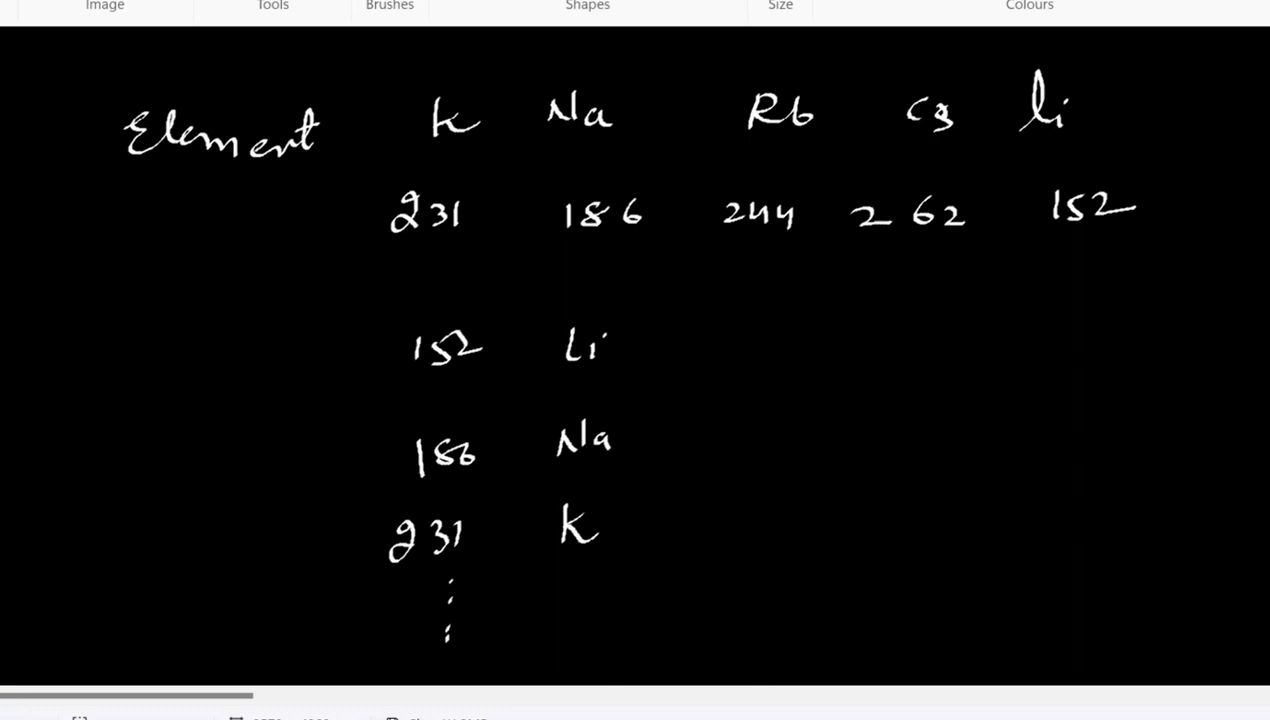 Image Tools Brushes Shapes Size Colours
Element K Na Rb Cs Li
231 186 244 262 152
152 Li
186 Na
231 K